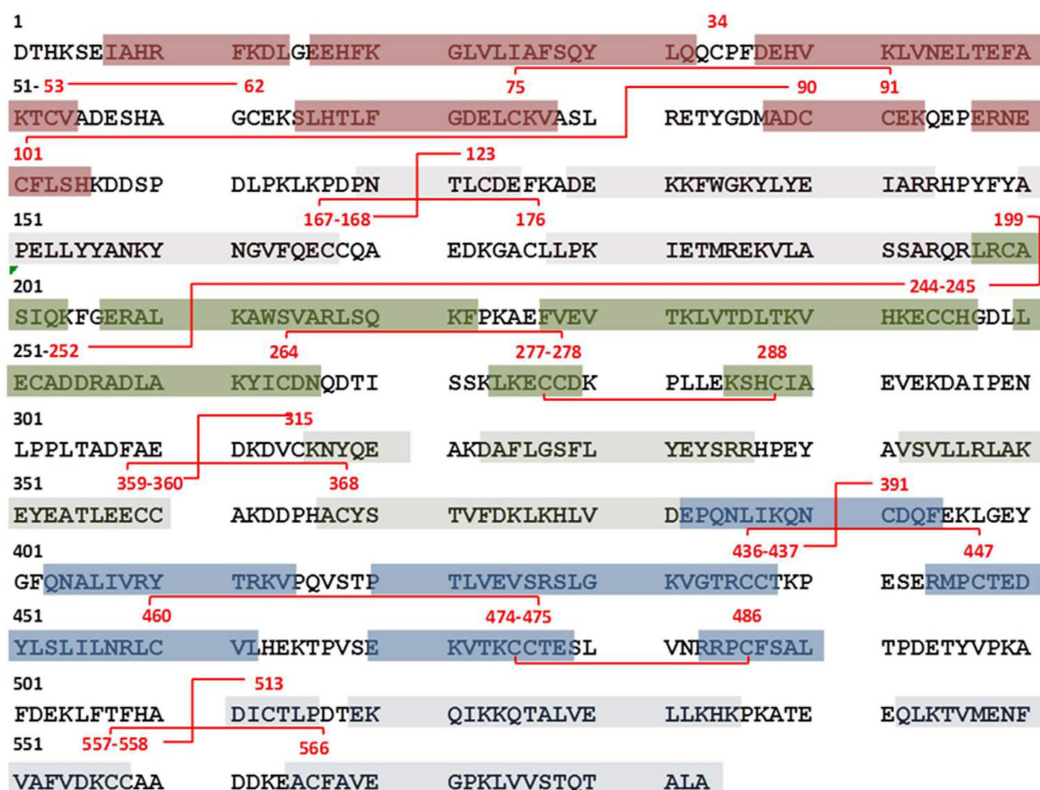 1 34
DTHKSEIAHR FKDLGEEHFK GLVLIAFSQY LQQCPFDEHV KLVNELTEFA
51- 53 62 75 90 91
KTCVADESHA GCEKSLHTLF GDELCKVASL RETYGDMADC CEKQEPERNE
101 123
CFLSHKDDSP DLPKLKPDPN TLCDEFKADE KKFWGKYLYE IARRHPYFYA
151 167-168 176 199
PELLYYANKY NGVFQECCQA EDKGACLLPK IETMREKVLA SSARQRLRCA
201 244-245
SIQKFGERAL KAWSVARLSQ KFPKAEFVEV TKLVTDLTKV HKECCHGDLL
251-252 264 277-278 288
ECADDRADLA KYICDNQDTI SSKLKECCDK PLLEKSHCIA EVEKDAIPEN
301 315
LPPLTADFAE DKDVCKNYQE AKDAFLGSFL YEYSRRHPEY AVSVLLRLAK
351 359-360 368 391
EYEATLEECC AKDDPHACYS TVFDKLKHLV DEPQNLIKQN CDQFEKLGEY
401 436-437 447
GFQNALIVRY TRKVPQVSTP TLVEVSRSLG KVGTRCCTKP ESERMPCTED
451 460 474-475 486
YLSLILNRLC VLHEKTPVSE KVTKCCTESL VNRRPCFSAL TPDETYVPKA
501 513
FDEKLFTFHA DICTLPDTEK QIKKQTALVE LLKHKPKATE EQLKTVMENF
551 557-558 566
VAFVDKCCAA DDKEACFAVE GPKLVVSTQT ALA